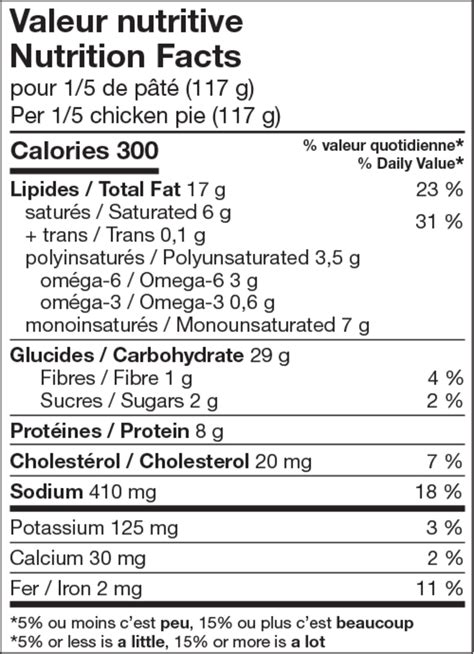 Valeur nutritive
Nutrition Facts
pour 1/5 de pâté (117 g)
Per 1/5 chicken pie (117 g)
Calories 300
% valeur quotidienne*
% Daily Value*
Lipides / Total Fat 17 g 23 %
saturés / Saturated 6 g
+ trans / Trans 0,1 g 31 %
polyinsaturés / Polyunsaturated 3,5 g
oméga-6 / Omega-6 3 g
oméga-3 / Omega-3 0,6 g
monoinsaturés / Monounsaturated 7 g
Glucides / Carbohydrate 29 g
Fibres / Fibre 1 g 4 %
Sucres / Sugars 2 g 2 %
Protéines / Protein 8 g
Cholestérol / Cholesterol 20 mg 7 %
Sodium 410 mg 18 %
Potassium 125 mg 3 %
Calcium 30 mg 2 %
Fer / Iron 2 mg 11 %
*5% ou moins c'est peu, 15% ou plus c'est beaucoup
*5% or less is a little, 15% or more is a lot